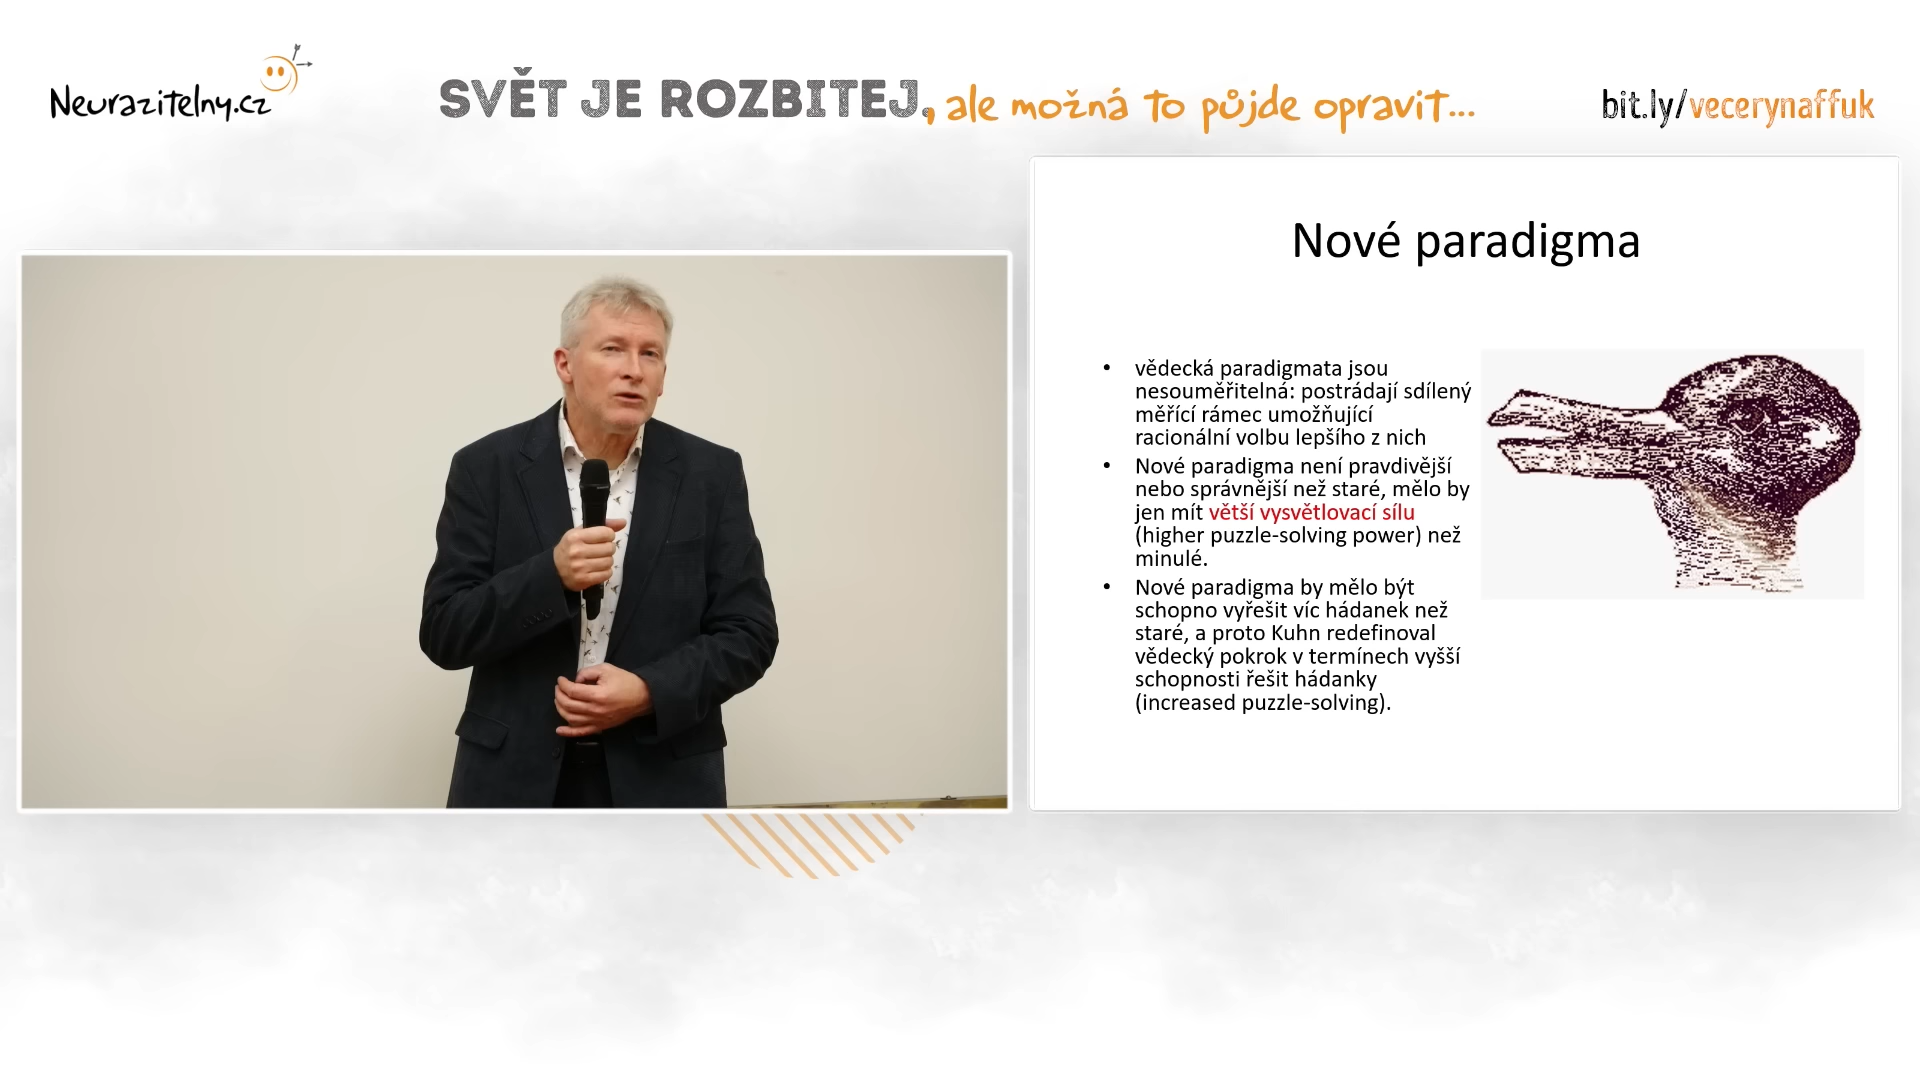 Neurazitelny.cz
SVĚT JE ROZBITEJ, ale možná to půjde opravit...
bit.ly/vecerynaffuk
Nové paradigma
• vědecká paradigmata jsou
nesouměřitelná: postrádají sdílený
měřící rámec umožňující
racionální volbu lepšího z nich
• Nové paradigma není pravdivější
nebo správnější než staré, mělo by
jen mít větší vysvětlovací sílu
(higher puzzle-solving power) než
minulé.
• Nové paradigma by mělo být
schopno vyřešit víc hádanek než
staré, a proto Kuhn redefinoval
vědecký pokrok v termínech vyšší
schopnosti řešit hádanky
(increased puzzle-solving).